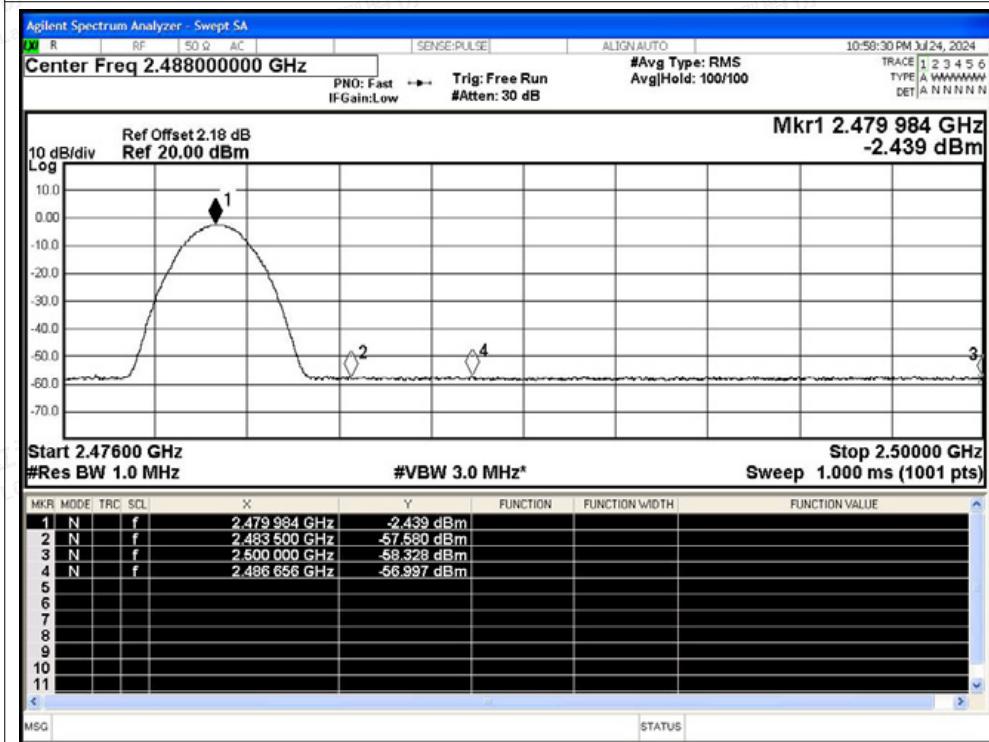 Agilent Spectrum Analyzer - Swept SA
R RF 50 Ω AC SENSE:PULSE ALIGN AUTO 10:58:30 PM Jul 24, 2024
Center Freq 2.488000000 GHz
PNO: Fast
IFGain:Low
Trig: Free Run
#Atten: 30 dB
#Avg Type: RMS
Avg|Hold: 100/100
TRACE 1 2 3 4 5 6
TYPE A WWWWW
DET A N N N N N
Mkr1 2.479 984 GHz
-2.439 dBm
Ref Offset 2.18 dB
10 dB/div Ref 20.00 dBm
Log
10.0
0.00
-10.0
-20.0
-30.0
-40.0
-50.0
-60.0
-70.0
1
2
4
3
Start 2.47600 GHz Stop 2.50000 GHz
#Res BW 1.0 MHz #VBW 3.0 MHz* Sweep 1.000 ms (1001 pts)
MKR MODE TRC SCL X Y FUNCTION FUNCTION WIDTH FUNCTION VALUE
1 N f 2.479 984 GHz -2.439 dBm
2 N f 2.483 500 GHz -57.580 dBm
3 N f 2.500 000 GHz -58.328 dBm
4 N f 2.486 656 GHz -56.997 dBm
5
6
7
8
9
10
11
MSG STATUS